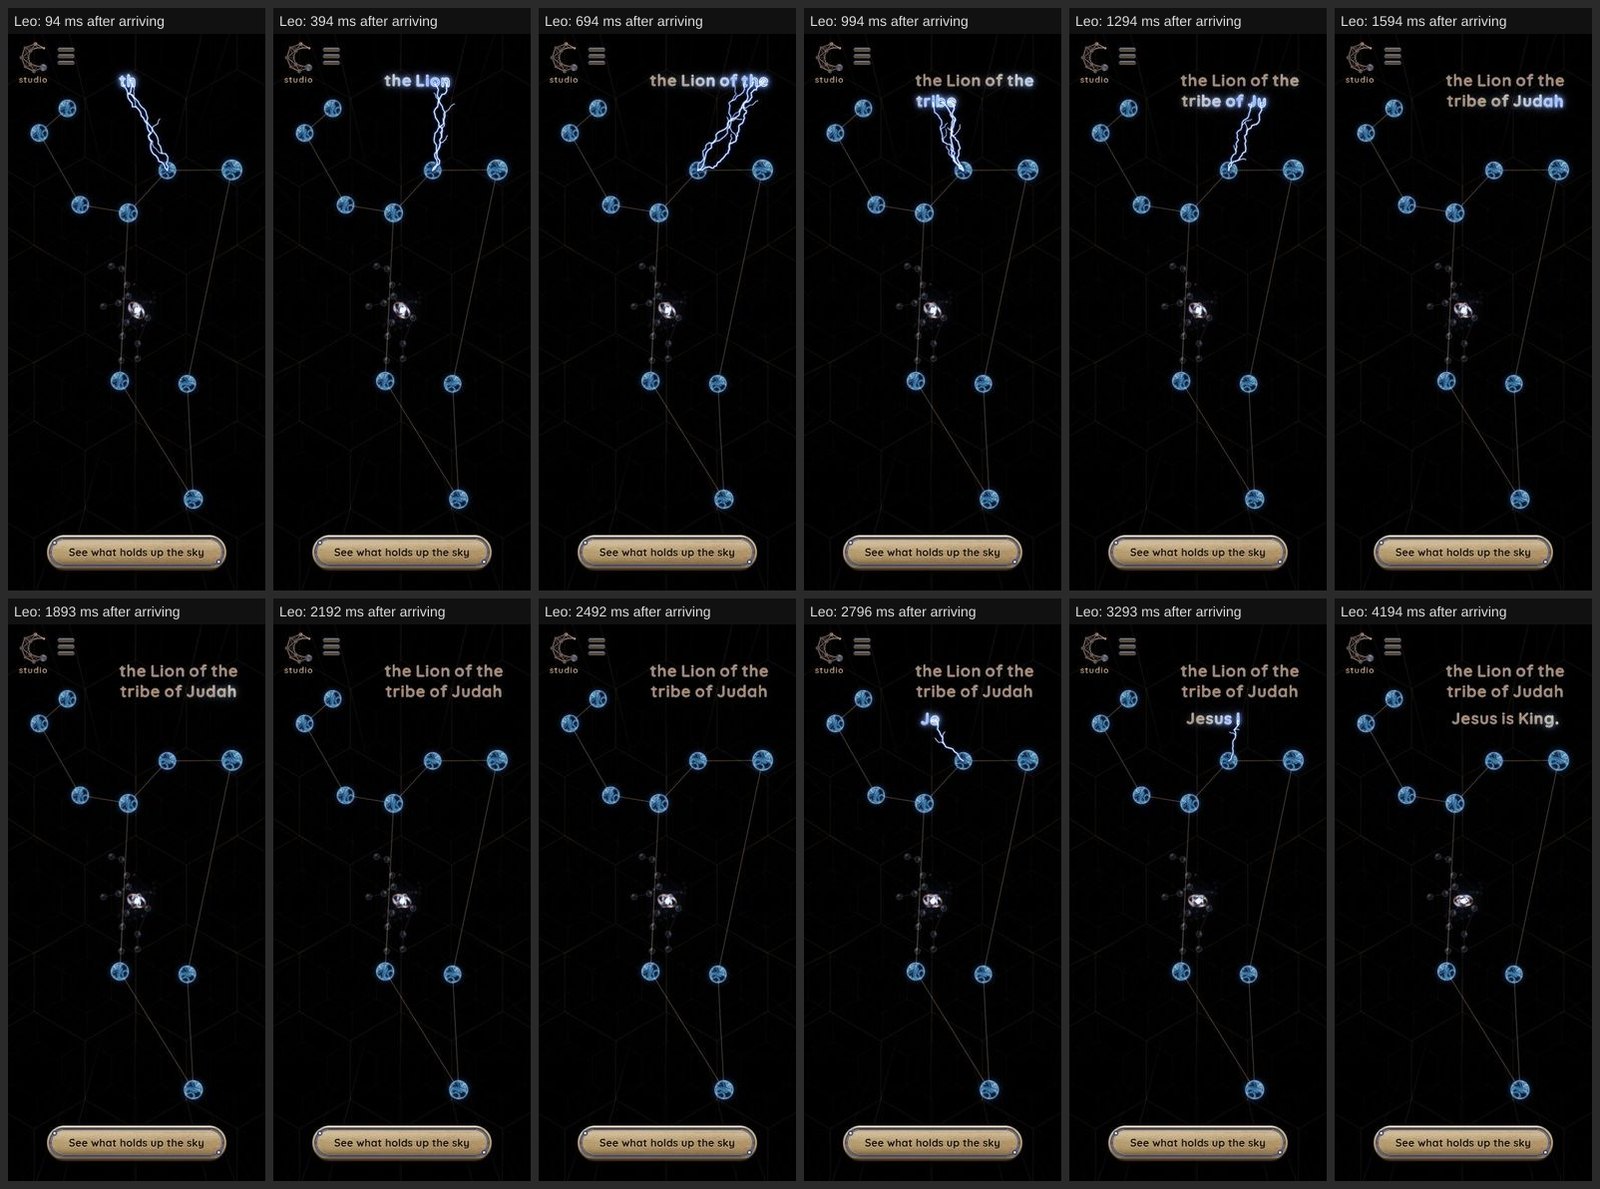 Leo: 94 ms after arriving
studio
th
See what holds up the sky
Leo: 394 ms after arriving
studio
the Lion
See what holds up the sky
Leo: 694 ms after arriving
studio
the Lion of the
See what holds up the sky
Leo: 994 ms after arriving
studio
the Lion of the
tribe
See what holds up the sky
Leo: 1294 ms after arriving
studio
the Lion of the
tribe of Ju
See what holds up the sky
Leo: 1594 ms after arriving
studio
the Lion of the
tribe of Judah
See what holds up the sky
Leo: 1893 ms after arriving
studio
the Lion of the
tribe of Judah
See what holds up the sky
Leo: 2192 ms after arriving
studio
the Lion of the
tribe of Judah
See what holds up the sky
Leo: 2492 ms after arriving
studio
the Lion of the
tribe of Judah
See what holds up the sky
Leo: 2796 ms after arriving
studio
the Lion of the
tribe of Judah
Je
See what holds up the sky
Leo: 3293 ms after arriving
studio
the Lion of the
tribe of Judah
Jesus i
See what holds up the sky
Leo: 4194 ms after arriving
studio
the Lion of the
tribe of Judah
Jesus is King.
See what holds up the sky